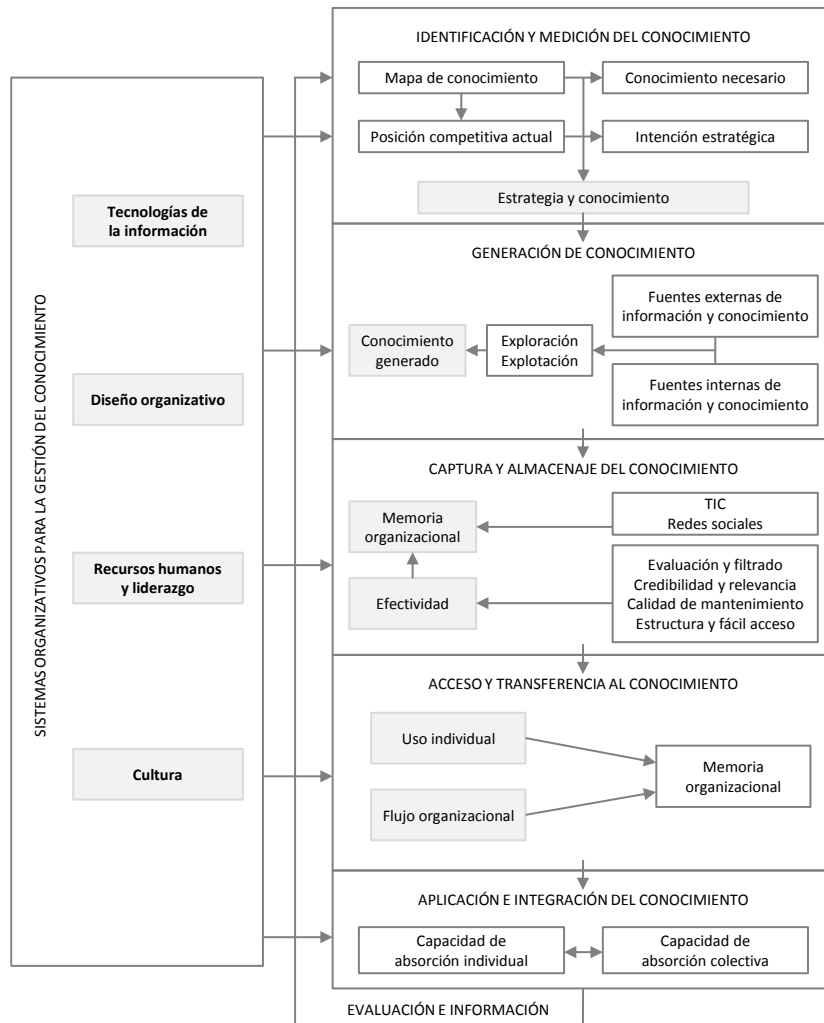 SISTEMAS ORGANIZATIVOS PARA LA GESTIÓN DEL CONOCIMIENTO
Tecnologías de
la información
Diseño organizativo
Recursos humanos
y liderazgo
Cultura
IDENTIFICACIÓN Y MEDICIÓN DEL CONOCIMIENTO
Mapa de conocimiento
Conocimiento necesario
Posición competitiva actual
Intención estratégica
Estrategia y conocimiento
GENERACIÓN DE CONOCIMIENTO
Fuentes externas de
información y conocimiento
Conocimiento
generado
Exploración
Explotación
Fuentes internas de
información y conocimiento
CAPTURA Y ALMACENAJE DEL CONOCIMIENTO
Memoria
organizacional
TIC
Redes sociales
Efectividad
Evaluación y filtrado
Credibilidad y relevancia
Calidad de mantenimiento
Estructura y fácil acceso
ACCESO Y TRANSFERENCIA AL CONOCIMIENTO
Uso individual
Memoria
organizacional
Flujo organizacional
APLICACIÓN E INTEGRACIÓN DEL CONOCIMIENTO
Capacidad de
absorción individual
Capacidad de
absorción colectiva
EVALUACIÓN E INFORMACIÓN